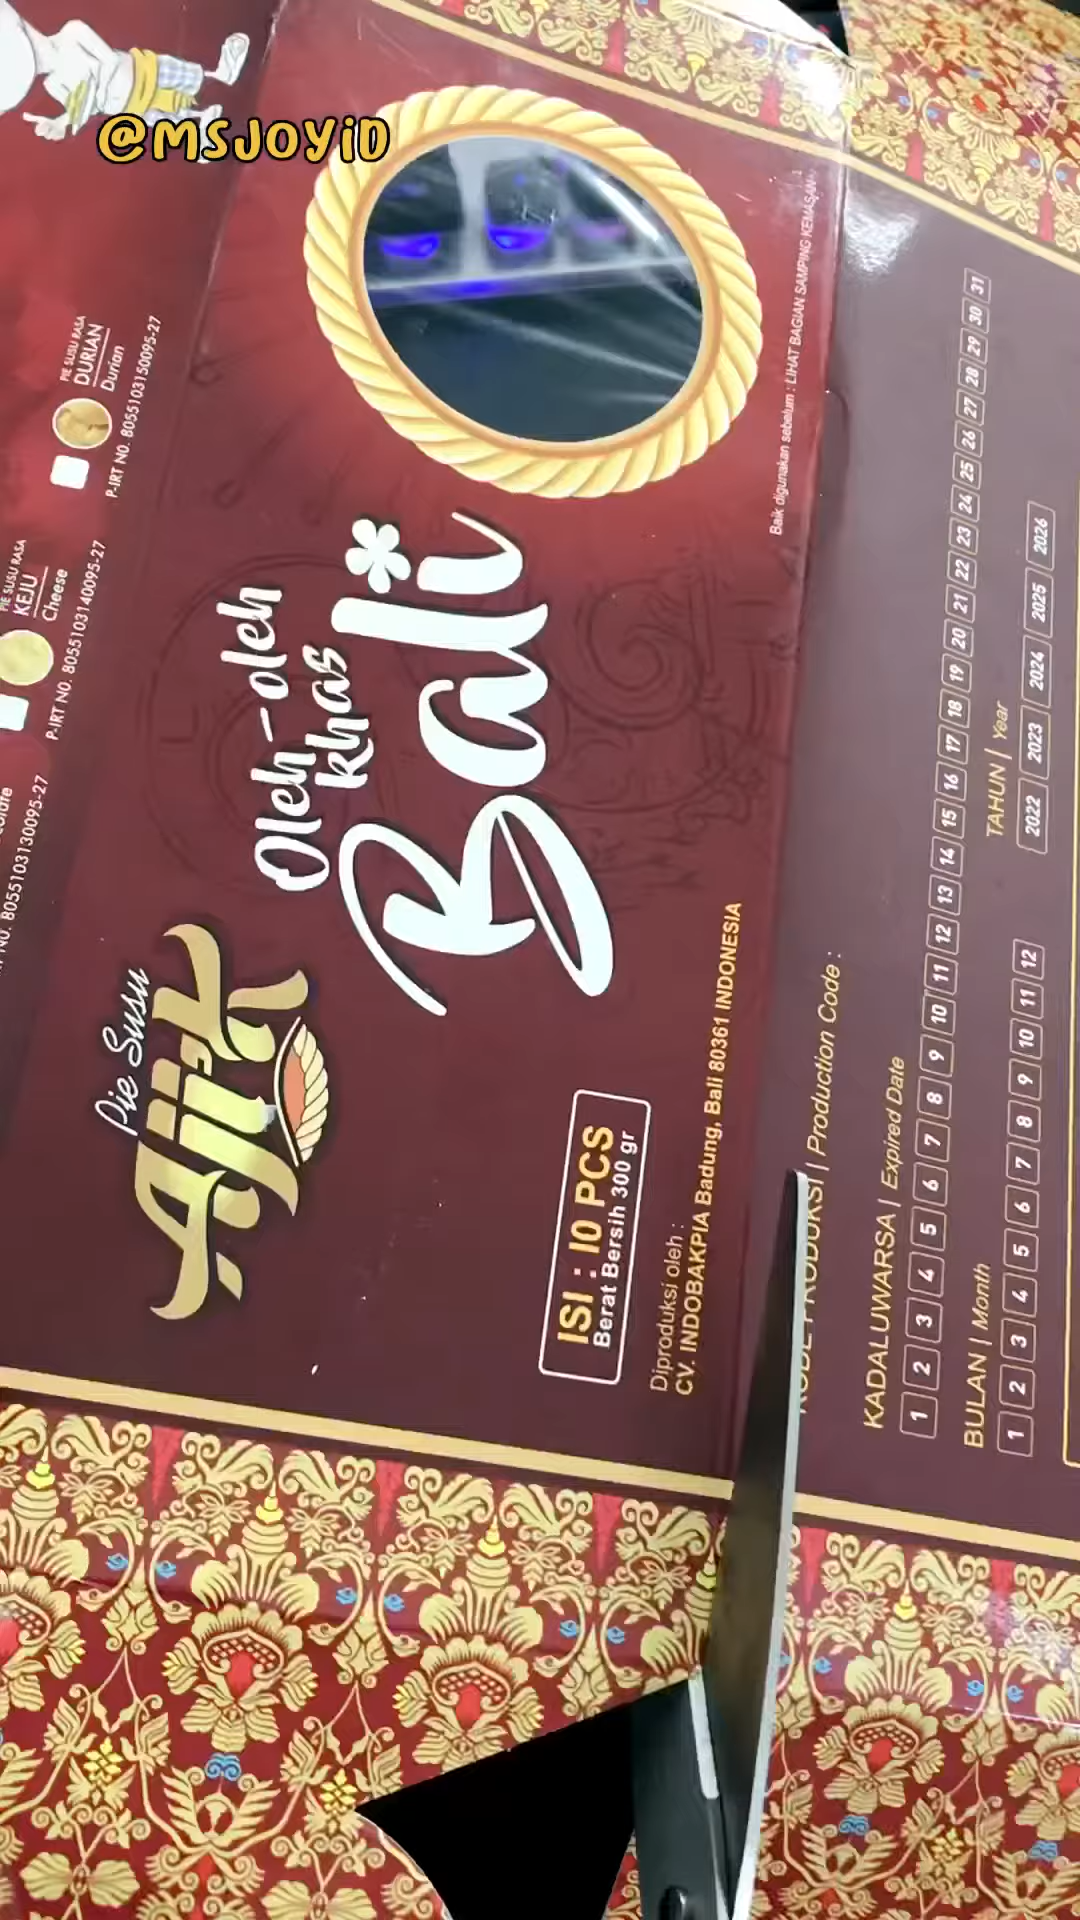 @MSJOYiD
PIE SUSU RASA
DURIAN
Durian
P-IRT NO. 8055103150095-27
PIE SUSU RASA
KEJU
Cheese
P-IRT NO. 8055103140095-27
8055103130095-27
Pie Susu
Ajik
Oleh-oleh
khas
Bali
ISI : 10 PCS
Berat Bersih 300 gr
Diproduksi oleh :
CV. INDOBAKPIA Badung, Bali 80361 INDONESIA
Baik digunakan sebelum : LIHAT BAGIAN SAMPING KEMASAN
KODE PRODUKSI | Production Code :
KADALUWARSA | Expired Date
1 2 3 4 5 6 7 8 9 10 11 12 13 14 15 16 17 18 19 20 21 22 23 24 25 26 27 28 29 30 31
BULAN | Month
1 2 3 4 5 6 7 8 9 10 11 12
TAHUN | Year
2022 2023 2024 2025 2026